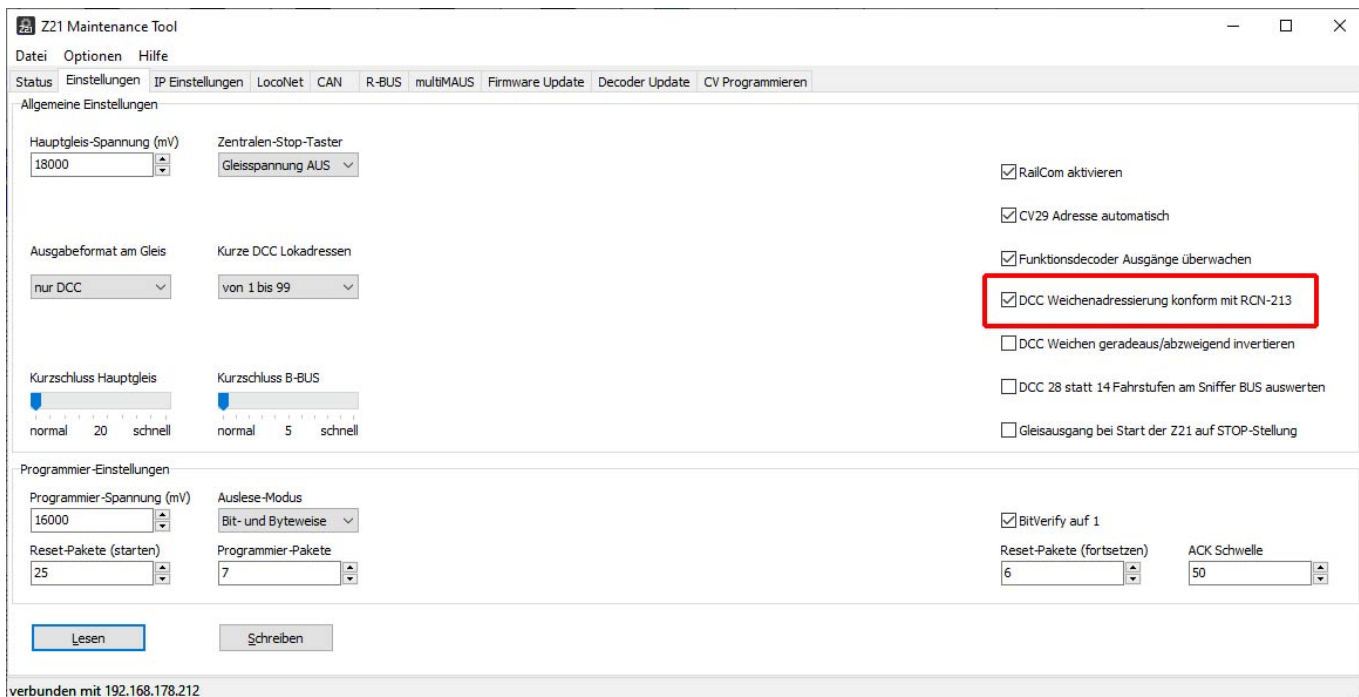 Z21 Maintenance Tool
Datei Optionen Hilfe
Status Einstellungen IP Einstellungen LocoNet CAN R-BUS multiMAUS Firmware Update Decoder Update CV Programmieren
Allgemeine Einstellungen
Hauptgleis-Spannung (mV) Zentralen-Stop-Taster
18000 Gleisspannung AUS
RailCom aktivieren
CV29 Adresse automatisch
Ausgabeformat am Gleis Kurze DCC Lokadressen
Funktionsdecoder Ausgänge überwachen
nur DCC von 1 bis 99
DCC Weichenadressierung konform mit RCN-213
DCC Weichen geradeaus/abzweigend invertieren
Kurzschluss Hauptgleis Kurzschluss B-BUS
DCC 28 statt 14 Fahrstufen am Sniffer BUS auswerten
normal 20 schnell normal 5 schnell
Gleisausgang bei Start der Z21 auf STOP-Stellung
Programmier-Einstellungen
Programmier-Spannung (mV) Auslese-Modus
16000 Bit- und Byteweise
BitVerify auf 1
Reset-Pakete (starten) Programmier-Pakete Reset-Pakete (fortsetzen) ACK Schwelle
25 7 6 50
Lesen Schreiben
verbunden mit 192.168.178.212